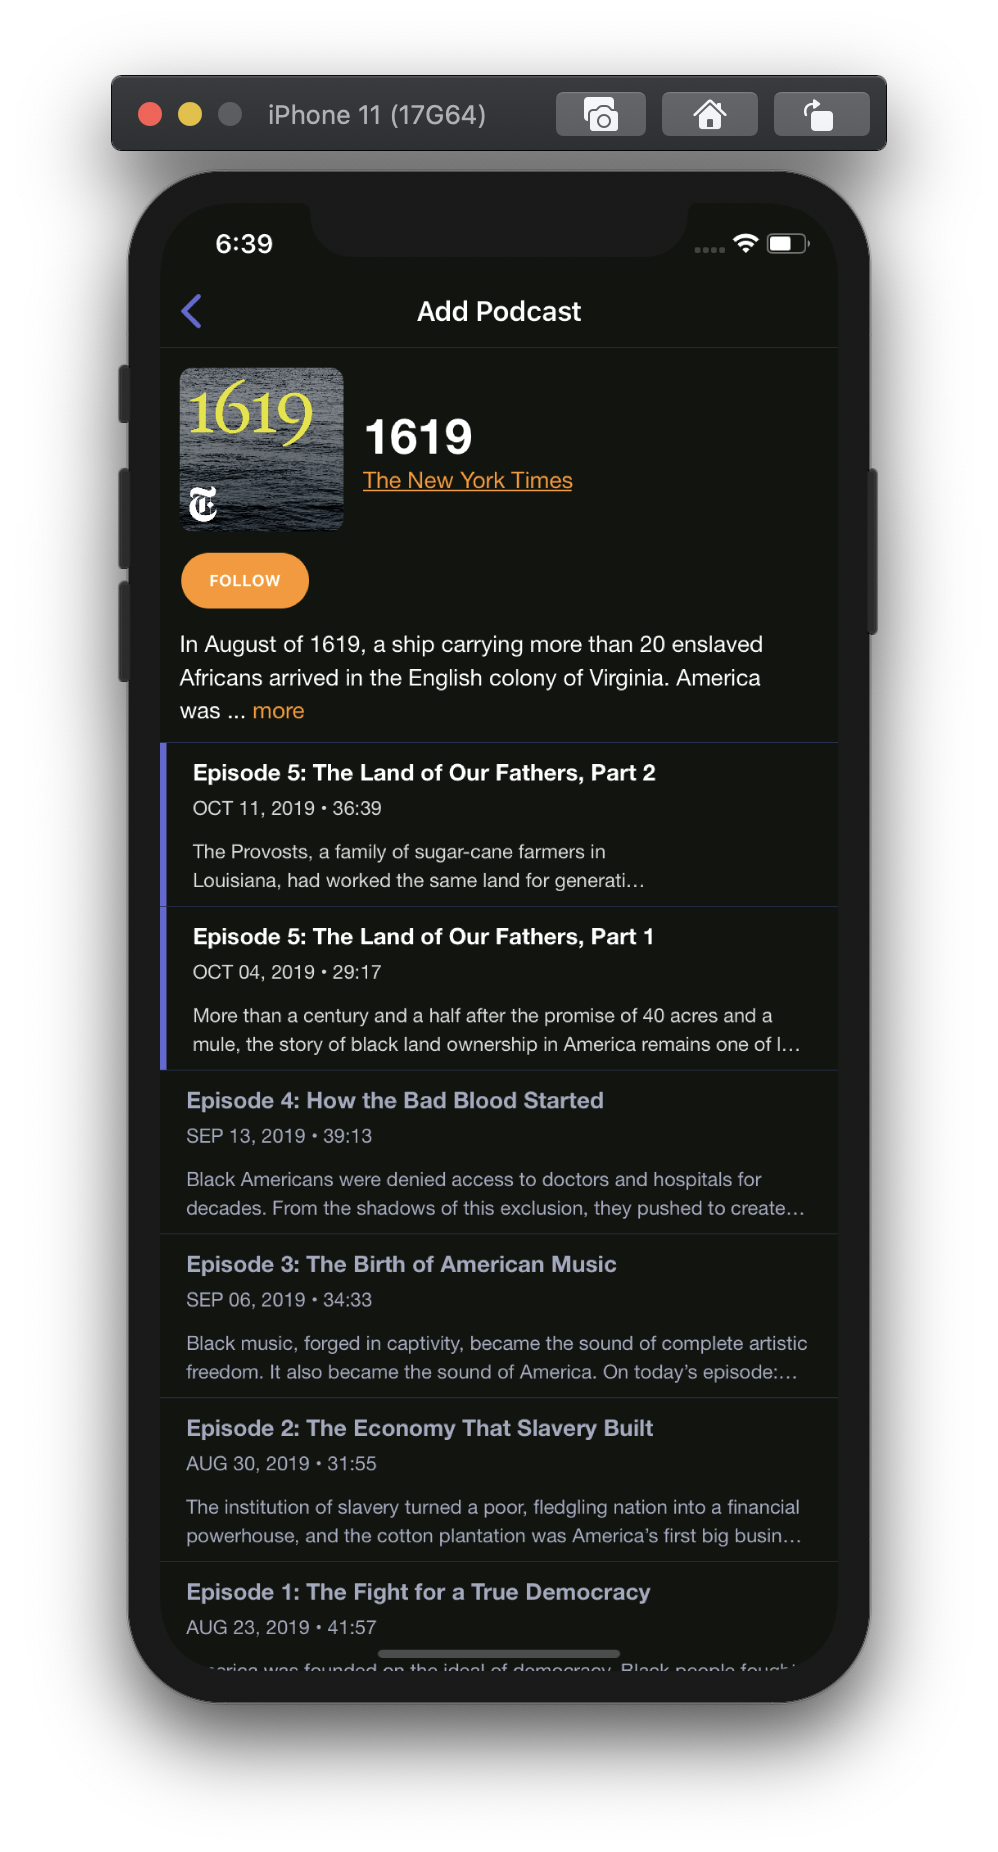 iPhone 11 (17G64)
6:39
Add Podcast
1619
1619
The New York Times
FOLLOW
In August of 1619, a ship carrying more than 20 enslaved
Africans arrived in the English colony of Virginia. America
was ... more
Episode 5: The Land of Our Fathers, Part 2
OCT 11, 2019 • 36:39
The Provosts, a family of sugar-cane farmers in
Louisiana, had worked the same land for generati…
Episode 5: The Land of Our Fathers, Part 1
OCT 04, 2019 • 29:17
More than a century and a half after the promise of 40 acres and a
mule, the story of black land ownership in America remains one of l…
Episode 4: How the Bad Blood Started
SEP 13, 2019 • 39:13
Black Americans were denied access to doctors and hospitals for
decades. From the shadows of this exclusion, they pushed to create…
Episode 3: The Birth of American Music
SEP 06, 2019 • 34:33
Black music, forged in captivity, became the sound of complete artistic
freedom. It also became the sound of America. On today’s episode:…
Episode 2: The Economy That Slavery Built
AUG 30, 2019 • 31:55
The institution of slavery turned a poor, fledgling nation into a financial
powerhouse, and the cotton plantation was America’s first big busin…
Episode 1: The Fight for a True Democracy
AUG 23, 2019 • 41:57
was founded on the ideal of democracy. Black people